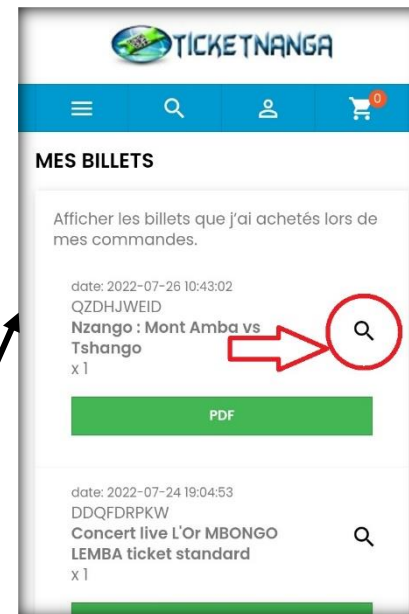 TICKETNANGA
0
MES BILLETS
Afficher les billets que j'ai achetés lors de
mes commandes.
date: 2022-07-26 10:43:02
QZDHJWEID
Nzango : Mont Amba vs
Tshango
x 1
PDF
date: 2022-07-24 19:04:53
DDQFDRPKW
Concert live L'Or MBONGO
LEMBA ticket standard
x 1